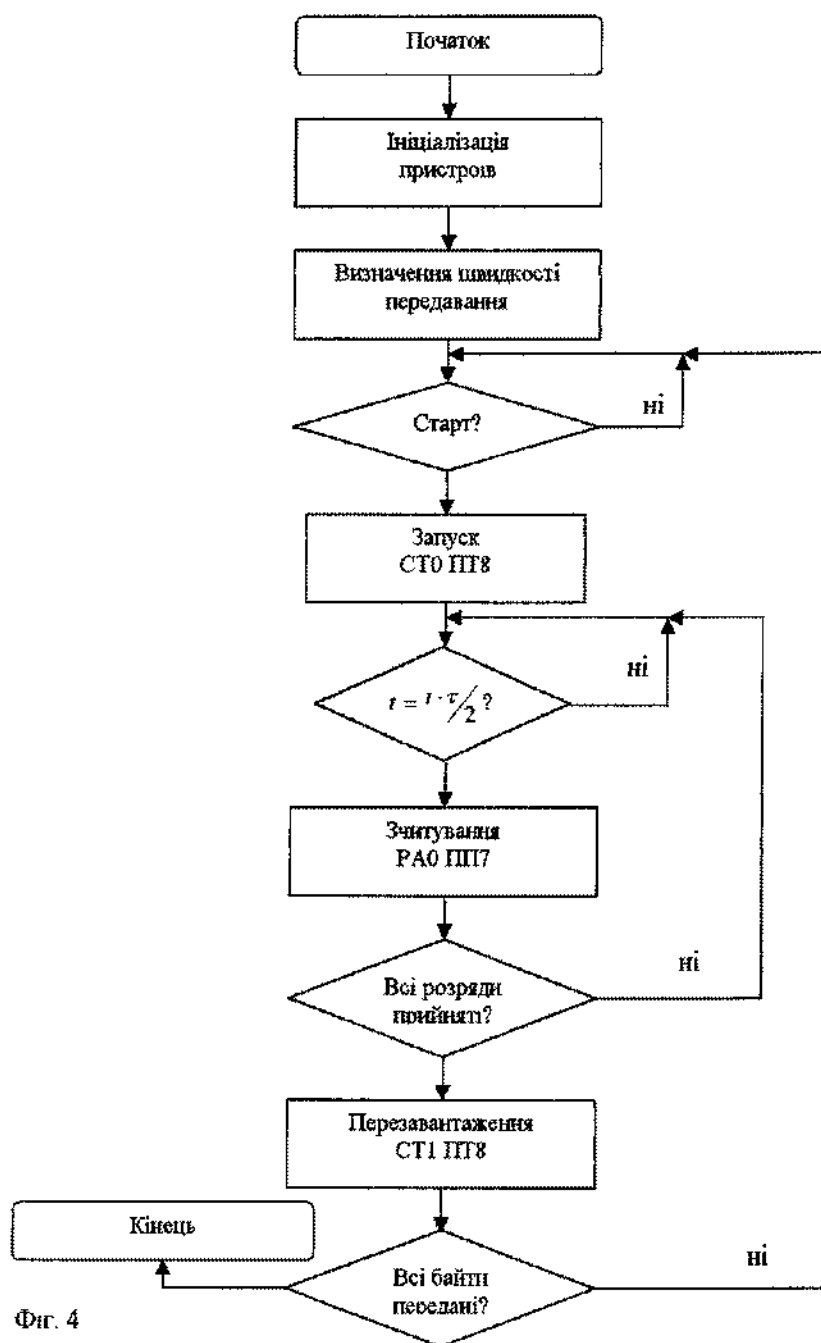 Початок
Ініціалізація
пристроїв
Визначення швидкості
передавання
Старт?
ні
Запуск
СТ0 ПТ8
ні
t = i · τ/2 ?
Зчитування
РА0 ПП7
ні
Всі розряди
прийняті?
Перезавантаження
СТ1 ПТ8
Кінець
ні
Всі байти
передані?
Фіг. 4